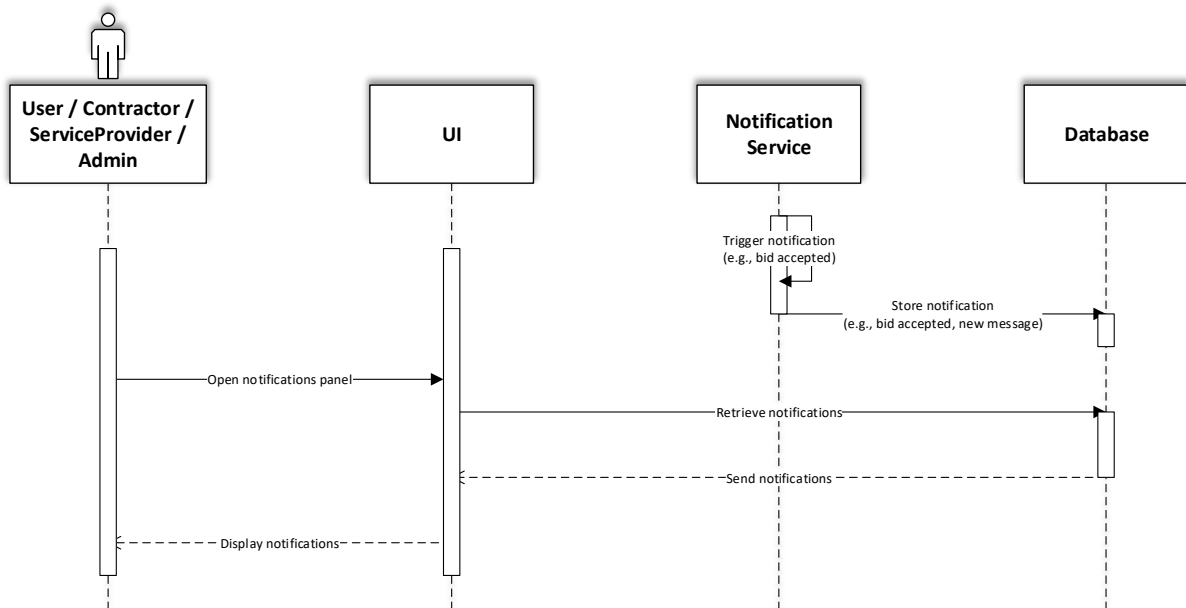 User / Contractor /
ServiceProvider /
Admin
UI
Notification
Service
Database
Trigger notification
(e.g., bid accepted)
Store notification
(e.g., bid accepted, new message)
Open notifications panel
Retrieve notifications
Send notifications
Display notifications